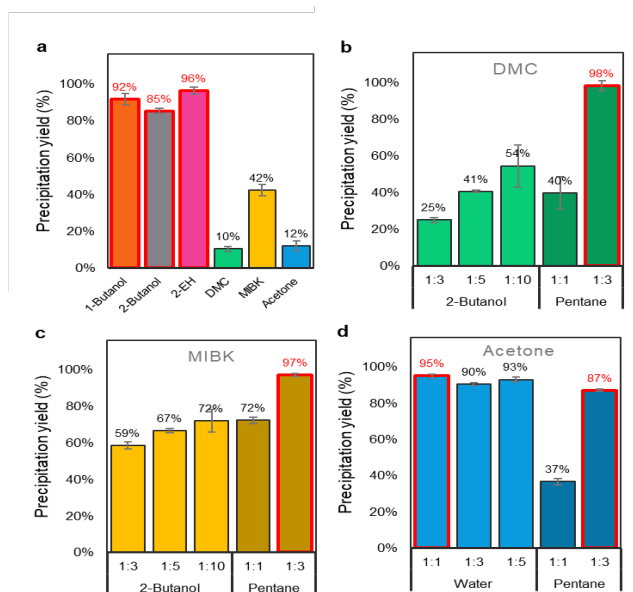 a
Precipitation yield (%)
100%
80%
60%
40%
20%
0%
92%
85%
96%
10%
42%
12%
1-Butanol
2-Butanol
2-EH
DMC
MIBK
Acetone
b
DMC
Precipitation yield (%)
100%
80%
60%
40%
20%
0%
25%
41%
54%
40%
98%
1:3 1:5 1:10 1:1 1:3
2-Butanol Pentane
c
MIBK
Precipitation yield (%)
100%
80%
60%
40%
20%
0%
59%
67%
72%
72%
97%
1:3 1:5 1:10 1:1 1:3
2-Butanol Pentane
d
Acetone
Precipitation yield (%)
100%
80%
60%
40%
20%
0%
95%
90%
93%
37%
87%
1:1 1:3 1:5 1:1 1:3
Water Pentane